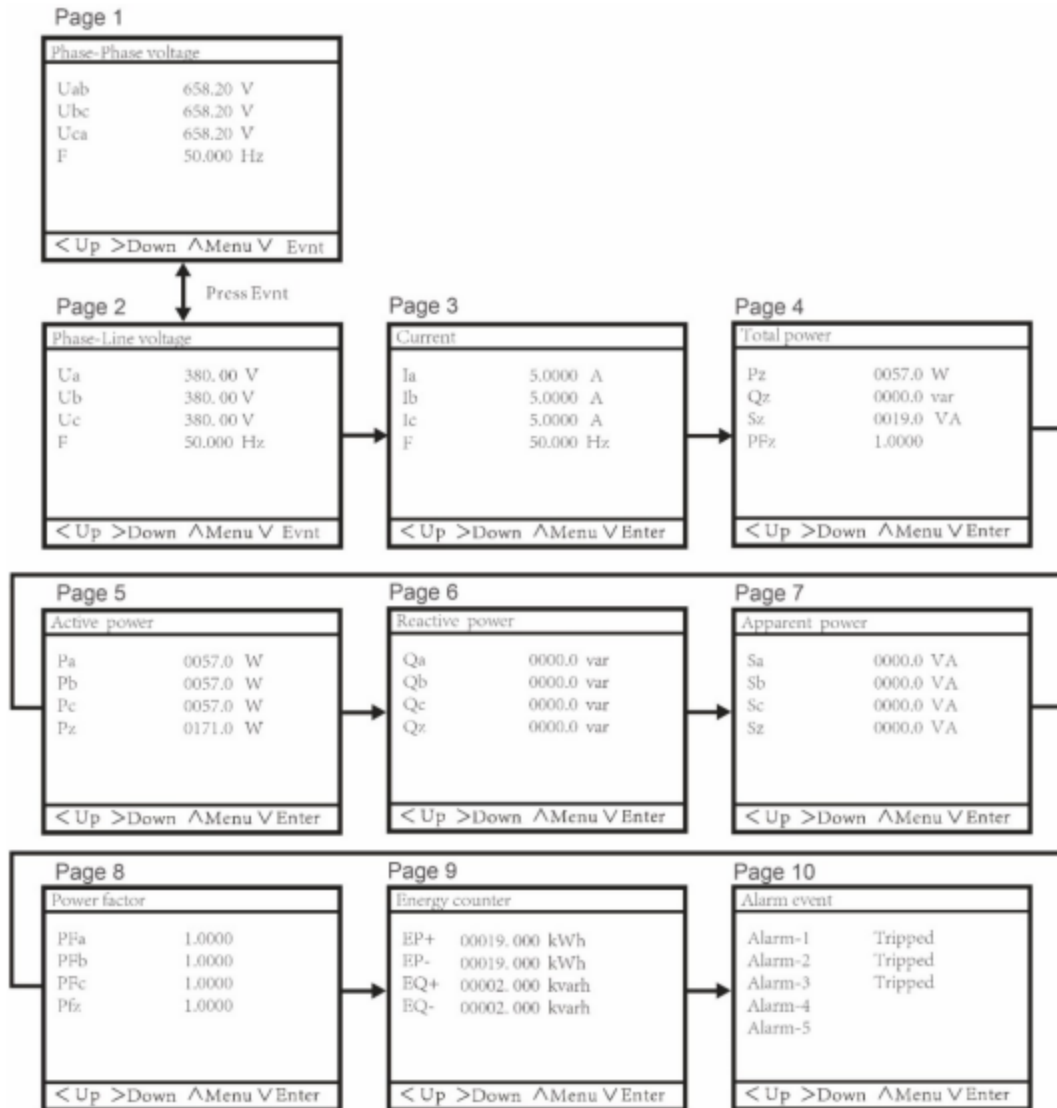 Page 1
Phase-Phase voltage
Uab 658.20 V
Ubc 658.20 V
Uca 658.20 V
F 50.000 Hz
< Up >Down ∧Menu ∨ Evnt
Press Evnt
Page 2
Phase-Line voltage
Ua 380. 00 V
Ub 380. 00 V
Uc 380. 00 V
F 50.000 Hz
< Up >Down ∧Menu ∨ Evnt
Page 3
Current
Ia 5.0000 A
Ib 5.0000 A
Ic 5.0000 A
F 50.000 Hz
< Up >Down ∧Menu ∨ Enter
Page 4
Total power
Pz 0057.0 W
Qz 0000.0 var
Sz 0019.0 VA
PFz 1.0000
< Up >Down ∧Menu ∨ Enter
Page 5
Active power
Pa 0057.0 W
Pb 0057.0 W
Pc 0057.0 W
Pz 0171.0 W
< Up >Down ∧Menu ∨ Enter
Page 6
Reactive power
Qa 0000.0 var
Qb 0000.0 var
Qc 0000.0 var
Qz 0000.0 var
< Up >Down ∧Menu ∨ Enter
Page 7
Apparent power
Sa 0000.0 VA
Sb 0000.0 VA
Sc 0000.0 VA
Sz 0000.0 VA
< Up >Down ∧Menu ∨ Enter
Page 8
Power factor
PFa 1.0000
PFb 1.0000
PFc 1.0000
Pfz 1.0000
< Up >Down ∧Menu ∨ Enter
Page 9
Energy counter
EP+ 00019. 000 kWh
EP- 00019. 000 kWh
EQ+ 00002. 000 kvarh
EQ- 00002. 000 kvarh
< Up >Down ∧Menu ∨ Enter
Page 10
Alarm event
Alarm-1 Tripped
Alarm-2 Tripped
Alarm-3 Tripped
Alarm-4
Alarm-5
< Up >Down ∧Menu ∨ Enter